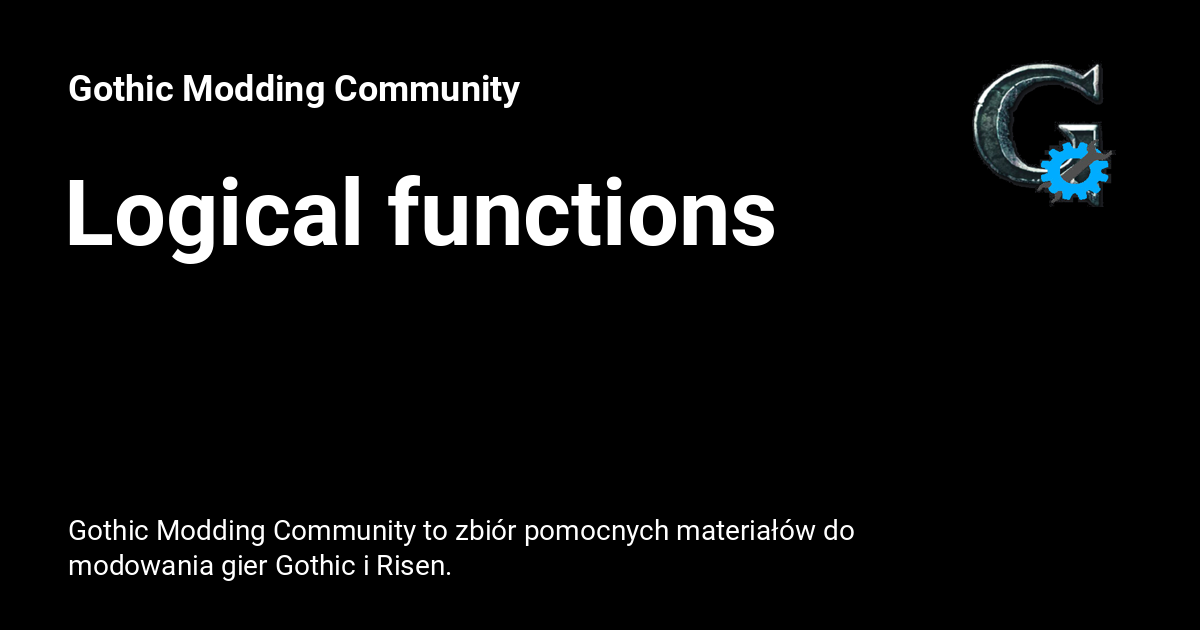 Gothic Modding Community
Logical functions
Gothic Modding Community to zbiór pomocnych materiałów do
modowania gier Gothic i Risen.